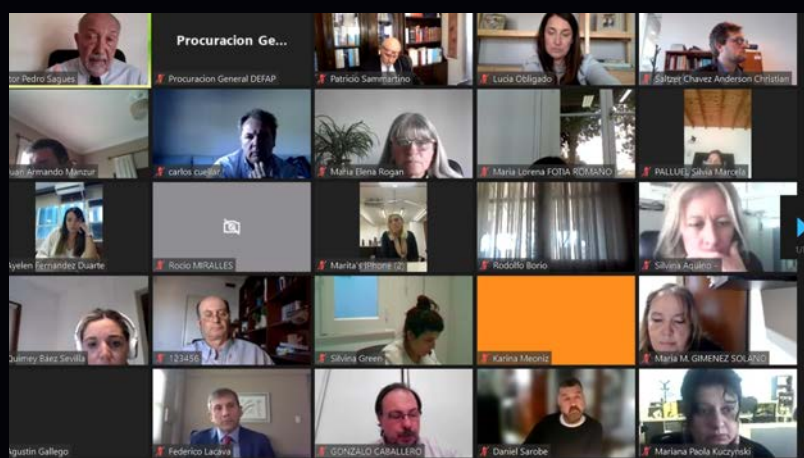 Procuracion Ge...
tor Pedro Sagues
Procuracion General DEFAP
Patricio Sammartino
Lucia Obligado
Saltzer Chavez Anderson Christian
uan Armando Manzur
carlos cuellar
Maria Elena Rogan
Maria Lorena FOTIA ROMANO
PALLUEL Silvia Marcela
Ayelen Fernandez Duarte
Rocio MIRALLES
Marita's iPhone (2)
Rodolfo Borio
Silvina Aquino -
Quimey Báez Sevilla
123456
Silvina Green
Karina Meoniz
Maria M. GIMENEZ SOLANO
Agustin Gallego
Federico Lacava
GONZALO CABALLERO
Daniel Sarobe
Mariana Paola Kuczynski